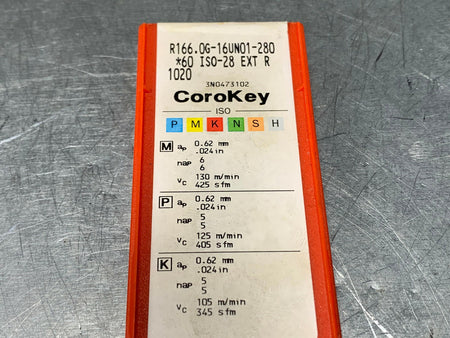 R166.0G-16UN01-280
*60 ISO-28 EXT R
1020
3N0473102
CoroKey
ISO
P M K N S H
M ap 0.62 mm
.024in
nap 6
6
vc 130 m/min
425 sfm
P ap 0.62 mm
.024in
nap 5
5
vc 125 m/min
405 sfm
K ap 0.62 mm
.024in
nap 5
5
vc 105 m/min
345 sfm